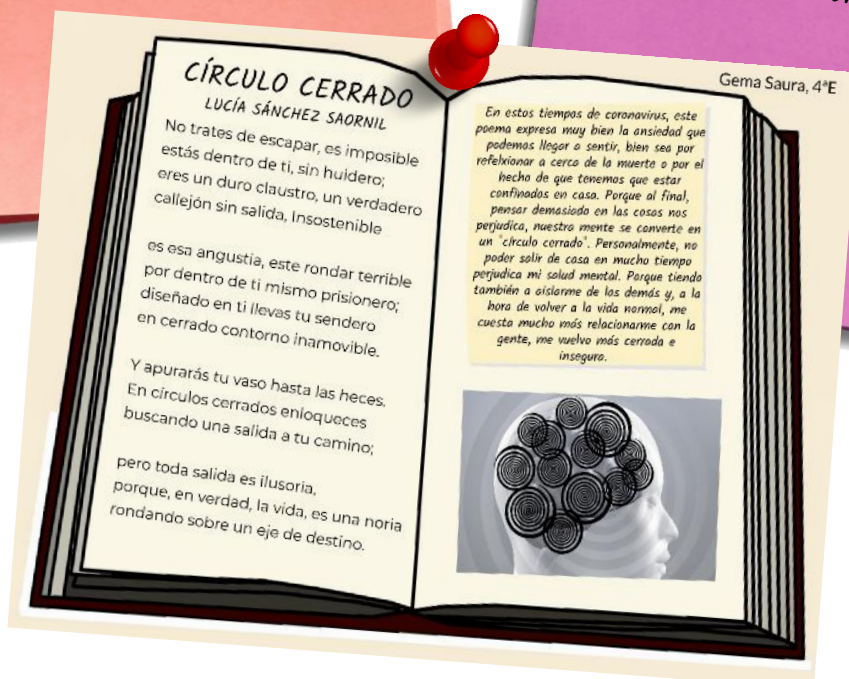 CÍRCULO CERRADO
LUCÍA SÁNCHEZ SAORNIL
No trates de escapar, es imposible
estás dentro de ti, sin huidero;
eres un duro claustro, un verdadero
callejón sin salida, Insostenible
es esa angustia, este rondar terrible
por dentro de ti mismo prisionero;
diseñado en ti llevas tu sendero
en cerrado contorno inamovible.
Y apurarás tu vaso hasta las heces.
En círculos cerrados enloqueces
buscando una salida a tu camino;
pero toda salida es ilusoria,
porque, en verdad, la vida, es una noria
rondando sobre un eje de destino.
Gema Saura, 4ªE
En estos tiempos de coronavirus, este
poema expresa muy bien la ansiedad que
podemos llegar a sentir, bien sea por
refelxionar a cerca de la muerte o por el
hecho de que tenemos que estar
confinados en casa. Porque al final,
pensar demasiado en las cosas nos
perjudica, nuestra mente se converte en
un "círculo cerrado". Personalmente, no
poder salir de casa en mucho tiempo
perjudica mi salud mental. Porque tiendo
también a aislarme de los demás y, a la
hora de volver a la vida normal, me
cuesta mucho más relacionarme con la
gente, me vuelvo más cerrada e
insegura.